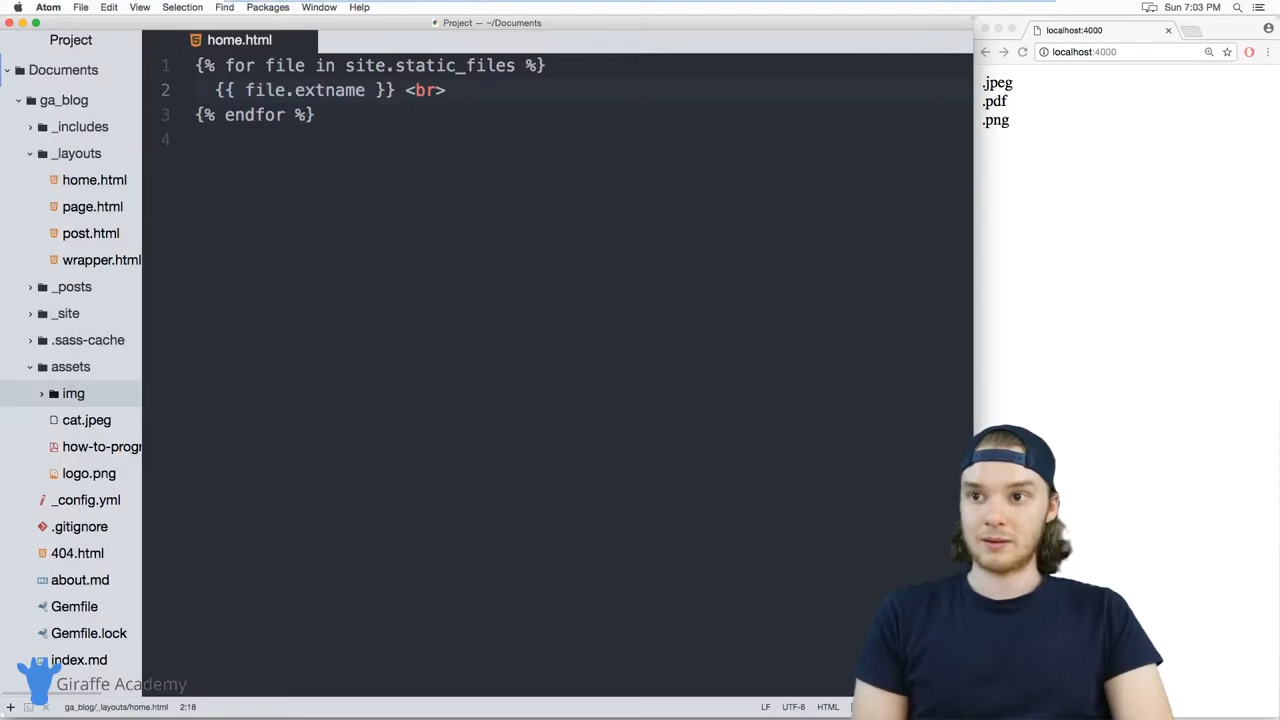 Atom File Edit View Selection Find Packages Window Help Sun 7:03 PM
Project — ~/Documents
Project
home.html
localhost:4000
localhost:4000
Documents
ga_blog
_includes
_layouts
home.html
page.html
post.html
wrapper.html
_posts
_site
.sass-cache
assets
img
cat.jpeg
how-to-progr
logo.png
_config.yml
.gitignore
404.html
about.md
Gemfile
Gemfile.lock
index.md
1 {% for file in site.static_files %}
2 {{ file.extname }} <br>
3 {% endfor %}
4
.jpeg
.pdf
.png
Giraffe Academy
ga_blog/_layouts/home.html 2:18 LF UTF-8 HTML